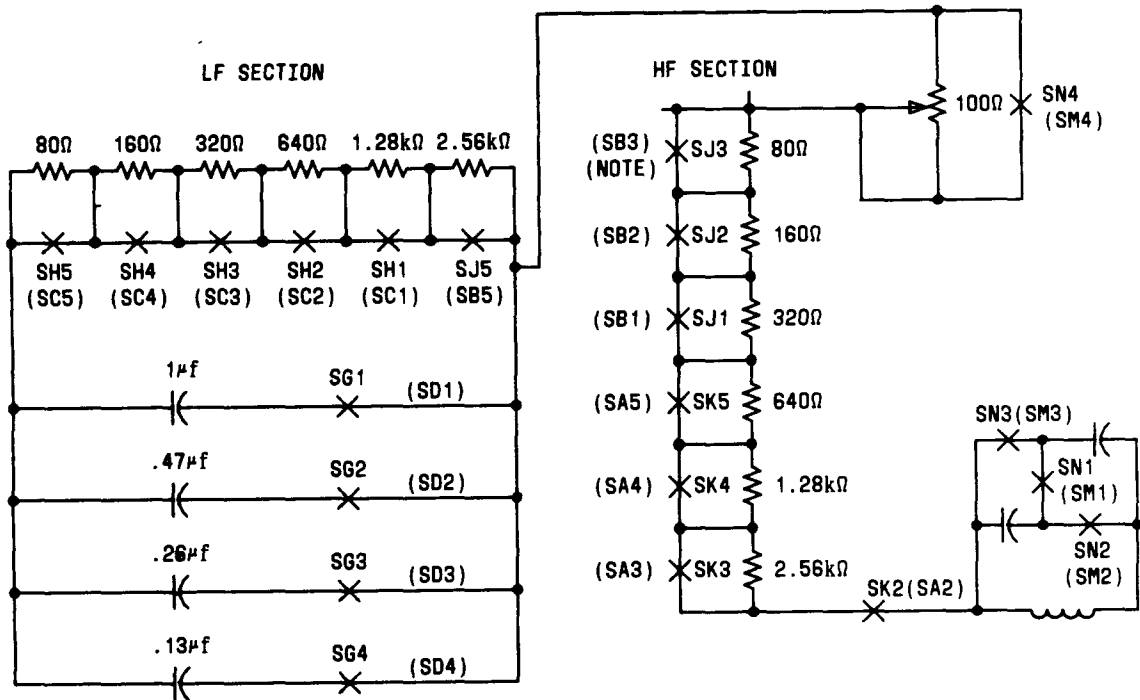 LF SECTION
80Ω 160Ω 320Ω 640Ω 1.28kΩ 2.56kΩ
SH5 SH4 SH3 SH2 SH1 SJ5
(SC5) (SC4) (SC3) (SC2) (SC1) (SB5)
1µf SG1 (SD1)
.47µf SG2 (SD2)
.26µf SG3 (SD3)
.13µf SG4 (SD4)
HF SECTION
(SB3) SJ3 80Ω
(NOTE)
(SB2) SJ2 160Ω
(SB1) SJ1 320Ω
(SA5) SK5 640Ω
(SA4) SK4 1.28kΩ
(SA3) SK3 2.56kΩ
SK2(SA2)
100Ω SN4
(SM4)
SN3(SM3)
SN1
(SM1)
SN2
(SM2)